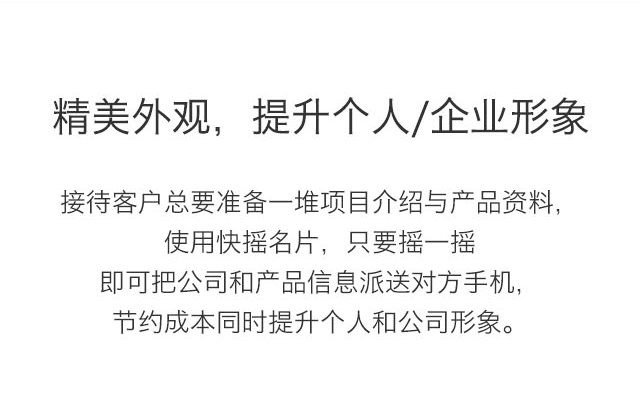 精美外观，提升个人/企业形象
接待客户总要准备一堆项目介绍与产品资料，
使用快摇名片，只要摇一摇
即可把公司和产品信息派送对方手机，
节约成本同时提升个人和公司形象。